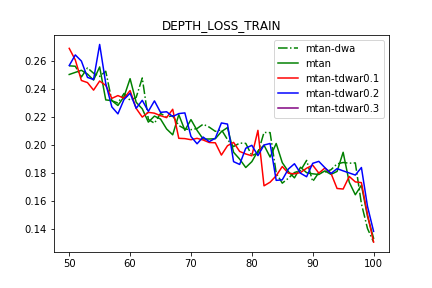 DEPTH_LOSS_TRAIN
mtan-dwa
mtan
mtan-tdwar0.1
mtan-tdwar0.2
mtan-tdwar0.3
0.26
0.24
0.22
0.20
0.18
0.16
0.14
50 60 70 80 90 100